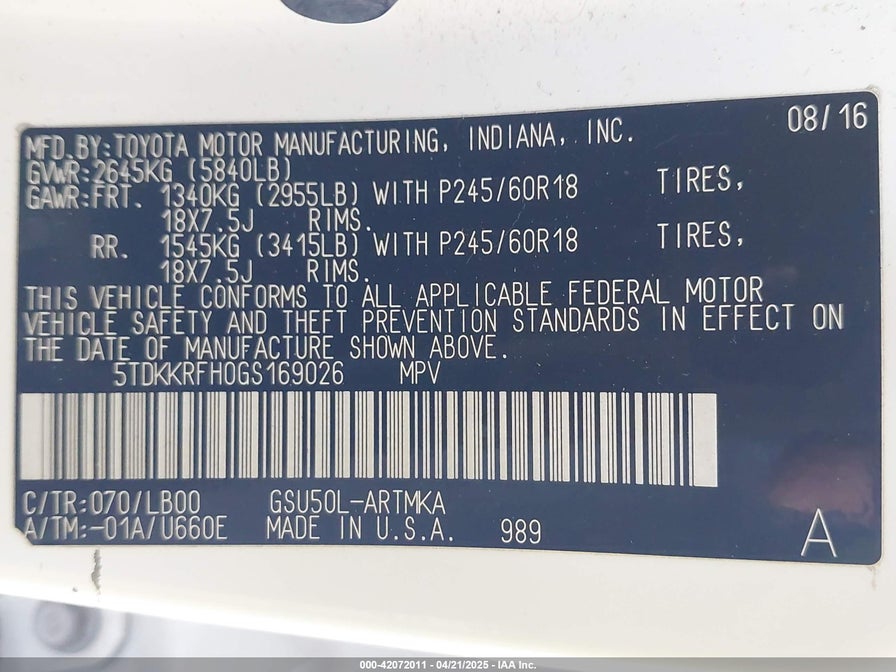 08/16
MFD.BY:TOYOTA MOTOR MANUFACTURING, INDIANA, INC.
GVWR:2645KG (5840LB)
GAWR:FRT. 1340KG (2955LB) WITH P245/60R18 TIRES,
18X7.5J RIMS.
RR. 1545KG (3415LB) WITH P245/60R18 TIRES,
18X7.5J RIMS.
THIS VEHICLE CONFORMS TO ALL APPLICABLE FEDERAL MOTOR
VEHICLE SAFETY AND THEFT PREVENTION STANDARDS IN EFFECT ON
THE DATE OF MANUFACTURE SHOWN ABOVE.
5TDKKRFH0GS169026 MPV
C/TR:070/LB00 GSU50L-ARTMKA
A/TM:-01A/U660E MADE IN U.S.A. 989 A
000-42072011 - 04/21/2025 - IAA Inc.